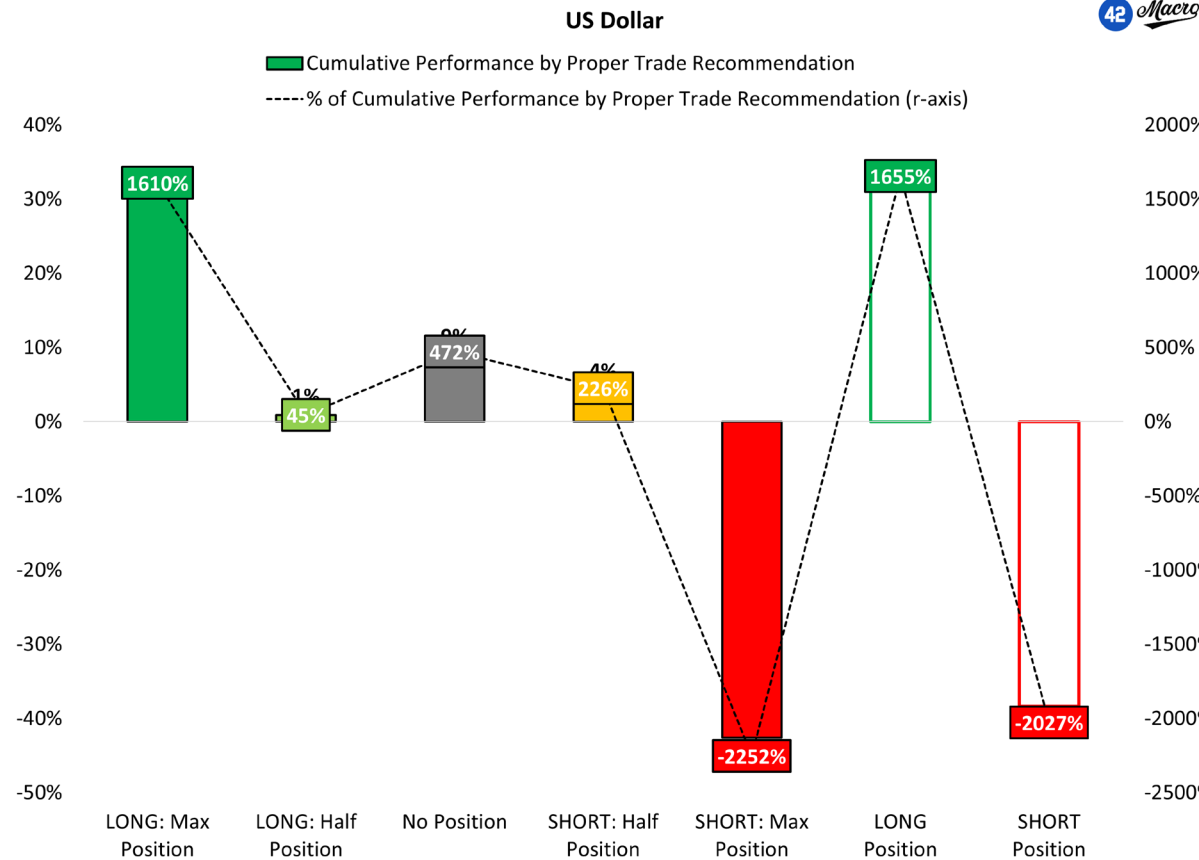 US Dollar
42 Macro
Cumulative Performance by Proper Trade Recommendation
% of Cumulative Performance by Proper Trade Recommendation (r-axis)
40%
30%
20%
10%
0%
-10%
-20%
-30%
-40%
-50%
1610%
1%
45%
472%
4%
226%
-2252%
1655%
-2027%
2000%
1500%
1000%
500%
0%
-500%
-1000%
-1500%
-2000%
-2500%
LONG: Max Position
LONG: Half Position
No Position
SHORT: Half Position
SHORT: Max Position
LONG Position
SHORT Position